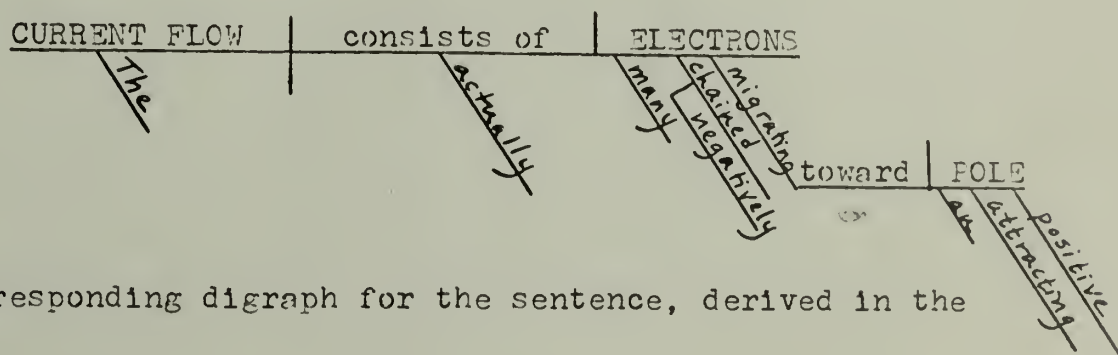 CURRENT FLOW consists of ELECTRONS
The actually many chained negatively migrating
toward POLE
an attracting positive
responding digraph for the sentence, derived in the